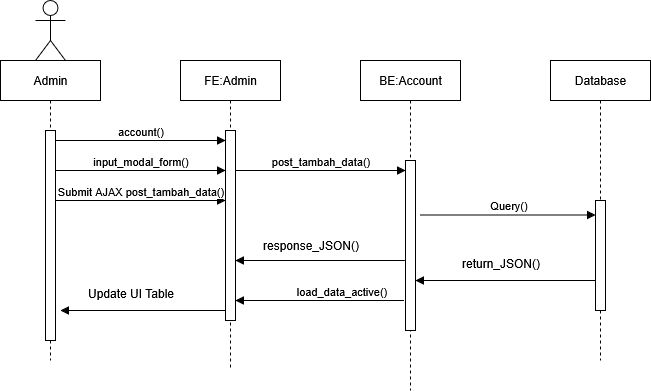 Admin
FE:Admin
BE:Account
Database
account()
input_modal_form()
post_tambah_data()
Submit AJAX post_tambah_data()
Query()
response_JSON()
return_JSON()
Update UI Table
load_data_active()